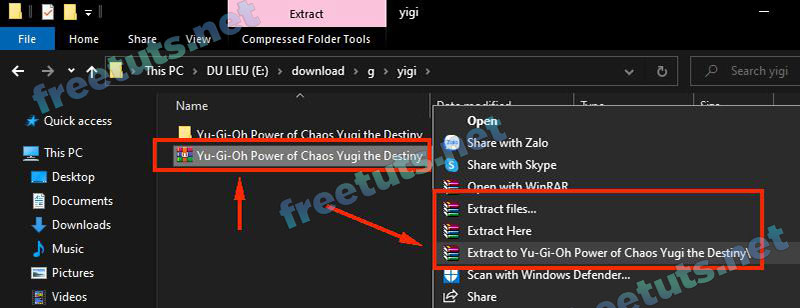 Extract
yigi
File
Home
Share
View
Compressed Folder Tools
This PC > DU LIEU (E:) > download > g > yigi >
Search yigi
Name
Date modified
Type
Size
Quick access
This PC
Desktop
Documents
Downloads
Music
Pictures
Videos
Yu-Gi-Oh Power of Chaos Yugi the Destiny
Yu-Gi-Oh Power of Chaos Yugi the Destiny
Open
Share with Zalo
Share with Skype
Open with WinRAR
Extract files...
Extract Here
Extract to Yu-Gi-Oh Power of Chaos Yugi the Destiny\
Scan with Windows Defender...
Share
freetuts.net
freetuts.net
freetuts.net
freetuts.net